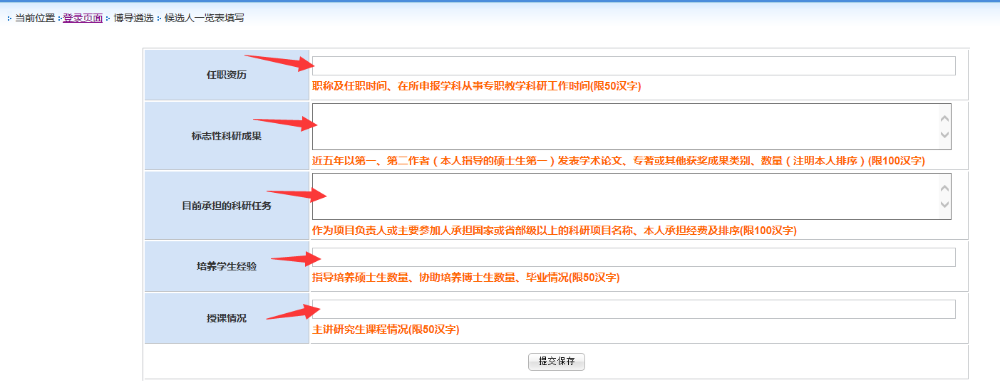 当前位置 登录页面 博导遴选 候选人一览表填写
任职资历
职称及任职时间、在所申报学科从事专职教学科研工作时间(限50汉字)
标志性科研成果
近五年以第一、第二作者（本人指导的硕士生第一）发表学术论文、专著或其他获奖成果类别、数量（注明本人排序）(限100汉字)
目前承担的科研任务
作为项目负责人或主要参加人承担国家或省部级以上的科研项目名称、本人承担经费及排序(限100汉字)
培养学生经验
指导培养硕士生数量、协助培养博士生数量、毕业情况(限50汉字)
授课情况
主讲研究生课程情况(限50汉字)
提交保存